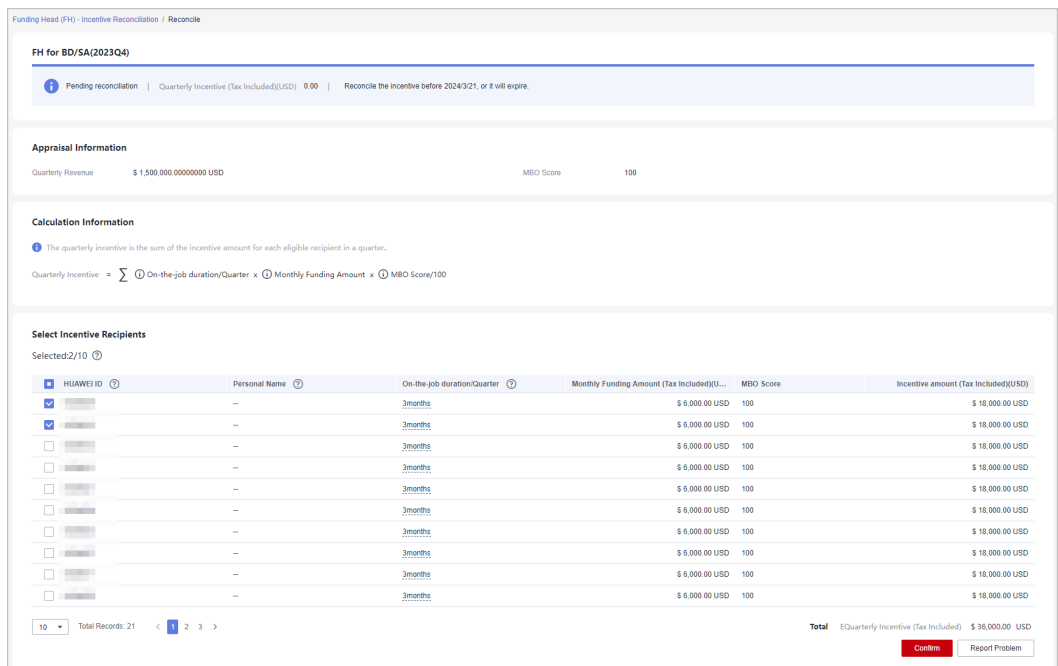 Funding Head (FH) - Incentive Reconciliation / Reconcile
FH for BD/SA(2023Q4)
Pending reconciliation | Quarterly Incentive (Tax Included)(USD) 0.00 | Reconcile the incentive before 2024/3/21, or it will expire.
Appraisal Information
Quarterly Revenue $ 1,500,000.00000000 USD MBO Score 100
Calculation Information
The quarterly incentive is the sum of the incentive amount for each eligible recipient in a quarter..
Quarterly Incentive = ∑ On-the-job duration/Quarter x Monthly Funding Amount x MBO Score/100
Select Incentive Recipients
Selected:2/10
HUAWEI ID Personal Name On-the-job duration/Quarter Monthly Funding Amount (Tax Included)(U... MBO Score Incentive amount (Tax Included)(USD)
-- 3months $ 6,000.00 USD 100 $ 18,000.00 USD
-- 3months $ 6,000.00 USD 100 $ 18,000.00 USD
-- 3months $ 6,000.00 USD 100 $ 18,000.00 USD
-- 3months $ 6,000.00 USD 100 $ 18,000.00 USD
-- 3months $ 6,000.00 USD 100 $ 18,000.00 USD
-- 3months $ 6,000.00 USD 100 $ 18,000.00 USD
-- 3months $ 6,000.00 USD 100 $ 18,000.00 USD
-- 3months $ 6,000.00 USD 100 $ 18,000.00 USD
-- 3months $ 6,000.00 USD 100 $ 18,000.00 USD
-- 3months $ 6,000.00 USD 100 $ 18,000.00 USD
10 Total Records: 21 < 1 2 3 > Total EQuarterly Incentive (Tax Included) $ 36,000.00 USD
Confirm Report Problem